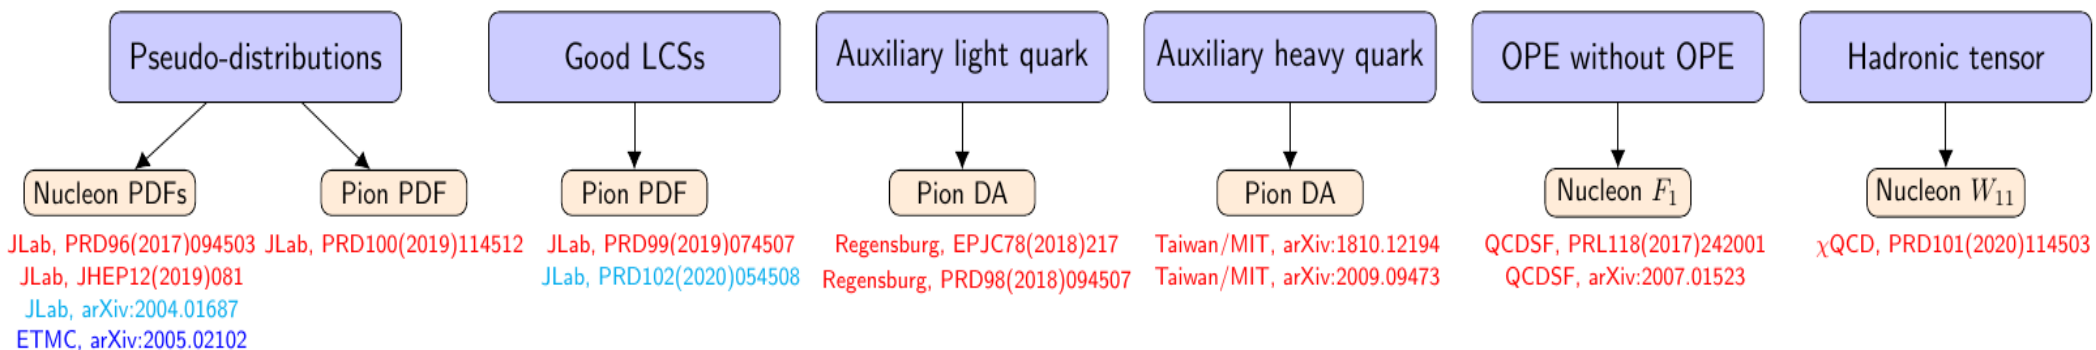 Pseudo-distributions
Good LCSs
Auxiliary light quark
Auxiliary heavy quark
OPE without OPE
Hadronic tensor
Nucleon PDFs
Pion PDF
Pion PDF
Pion DA
Pion DA
Nucleon F₁
Nucleon W₁₁
JLab, PRD96(2017)094503
JLab, JHEP12(2019)081
JLab, arXiv:2004.01687
ETMC, arXiv:2005.02102
JLab, PRD100(2019)114512
JLab, PRD99(2019)074507
JLab, PRD102(2020)054508
Regensburg, EPJC78(2018)217
Regensburg, PRD98(2018)094507
Taiwan/MIT, arXiv:1810.12194
Taiwan/MIT, arXiv:2009.09473
QCDSF, PRL118(2017)242001
QCDSF, arXiv:2007.01523
χQCD, PRD101(2020)114503